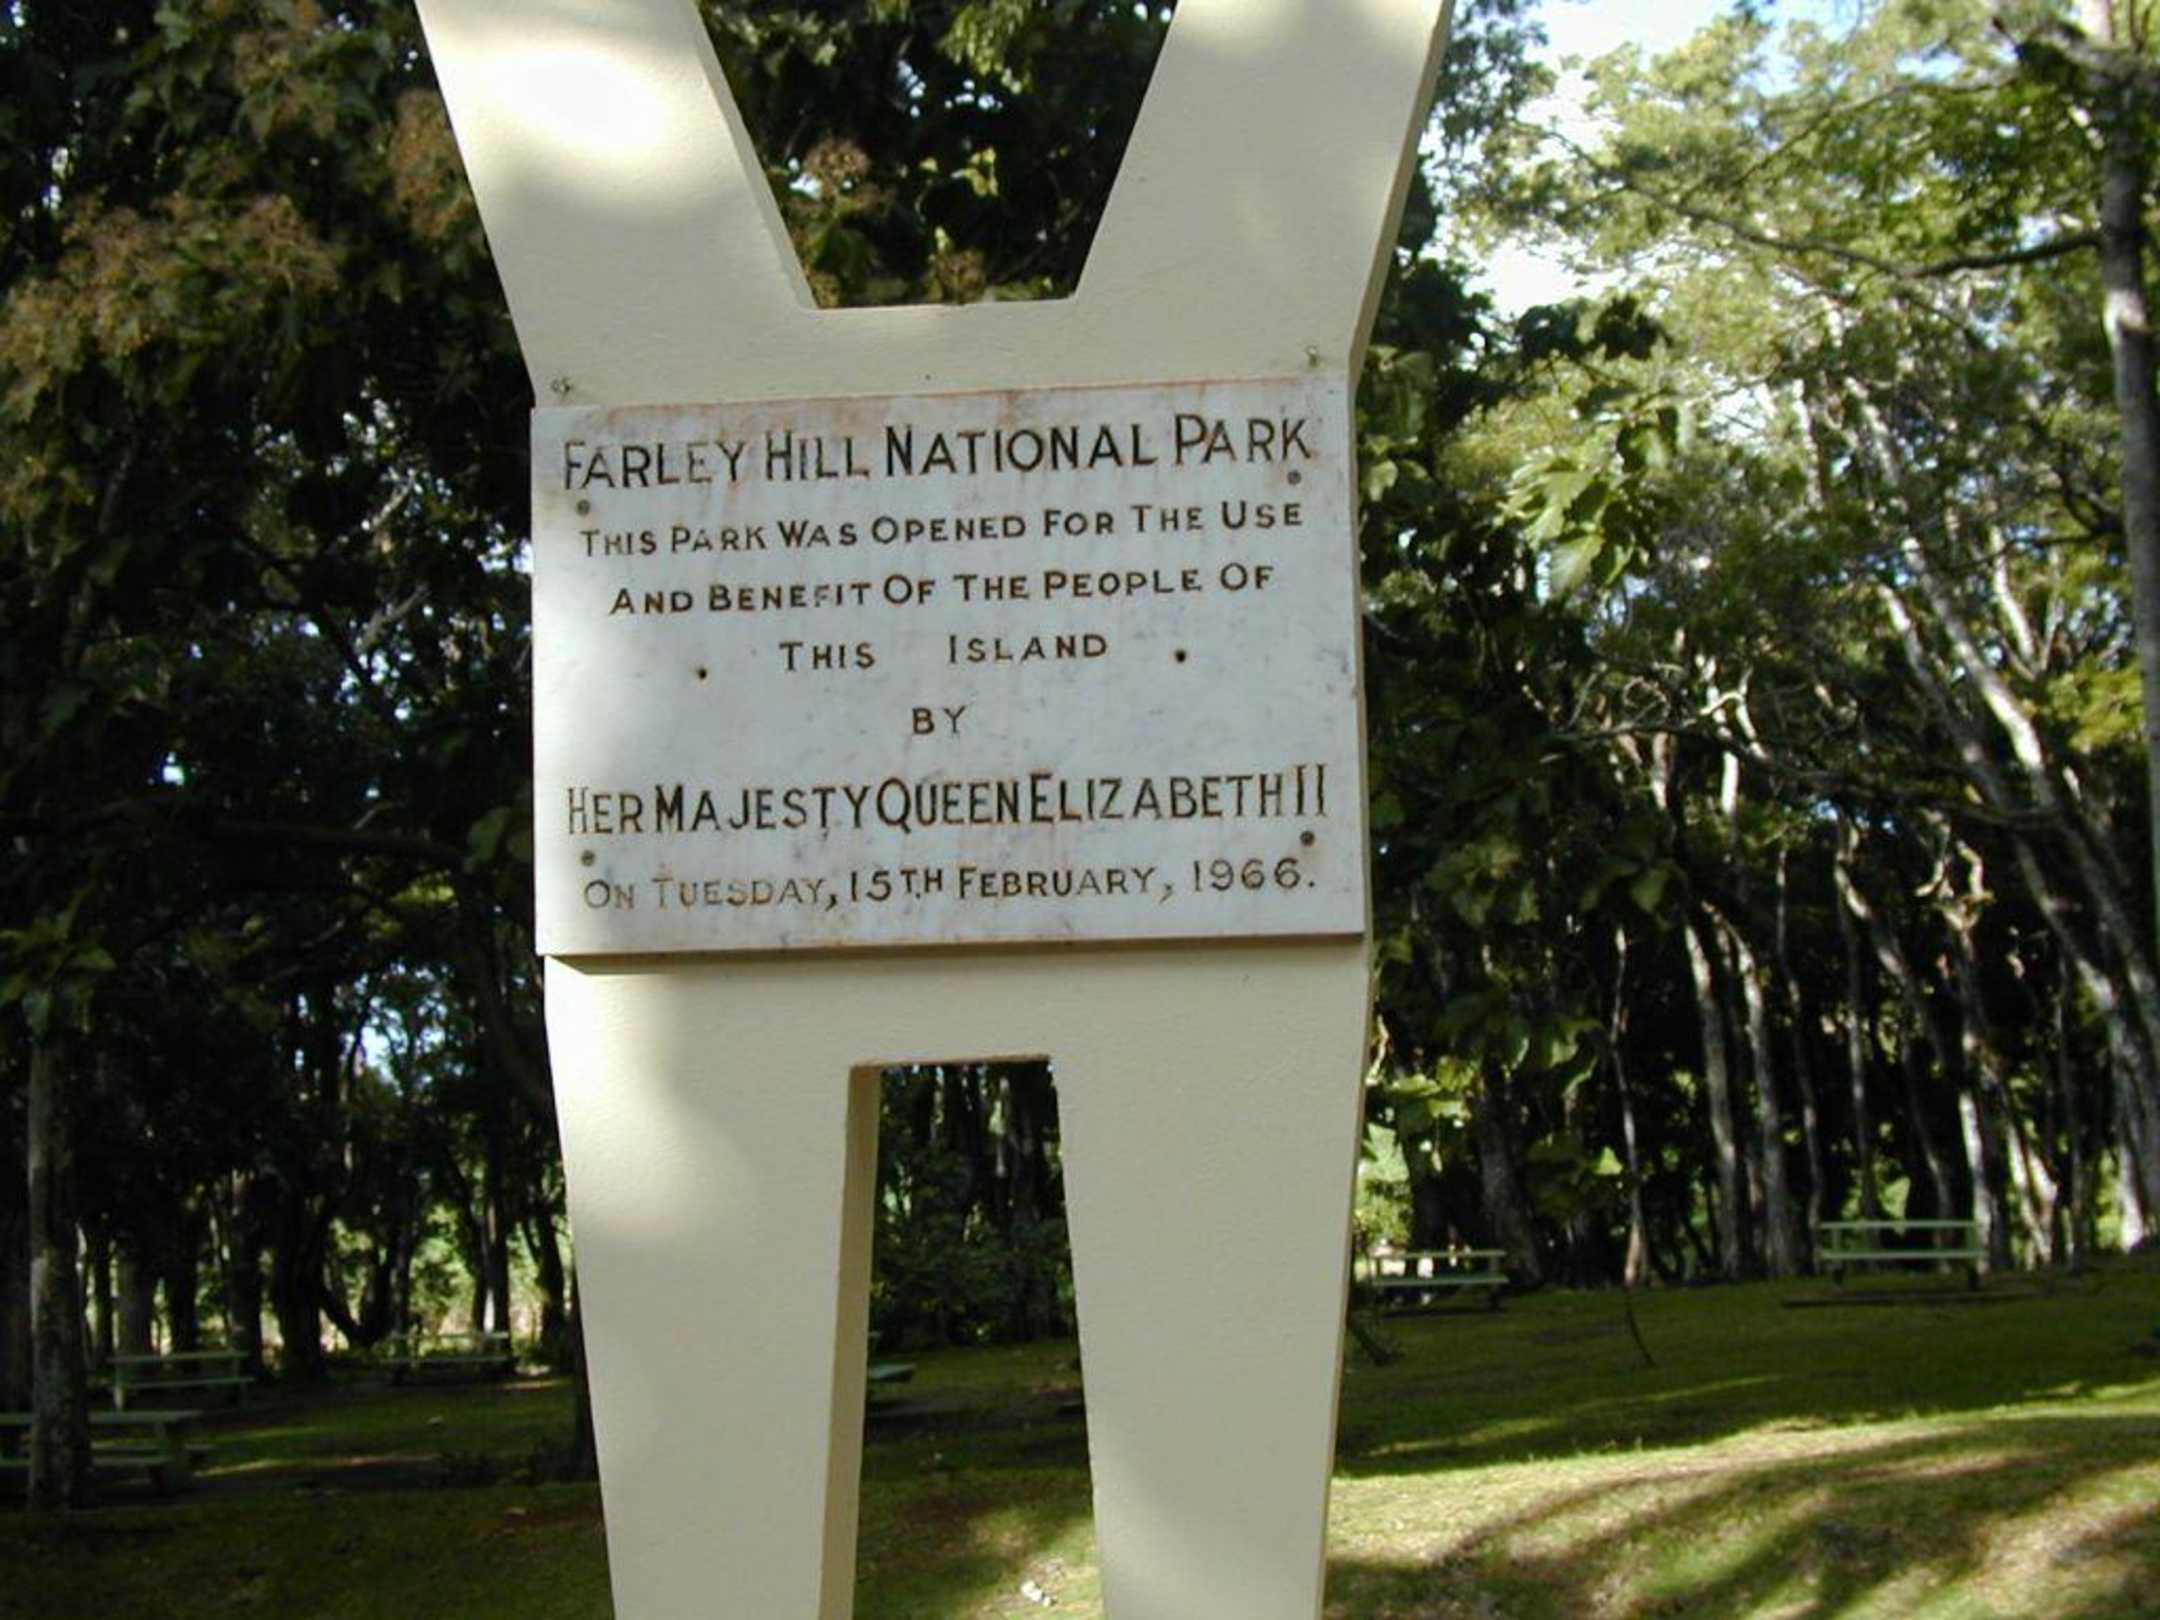 FARLEY HILL NATIONAL PARK
THIS PARK WAS OPENED FOR THE USE
AND BENEFIT OF THE PEOPLE OF
THIS ISLAND
BY
HER MAJESTY QUEEN ELIZABETH II
ON TUESDAY, 15TH FEBRUARY, 1966.